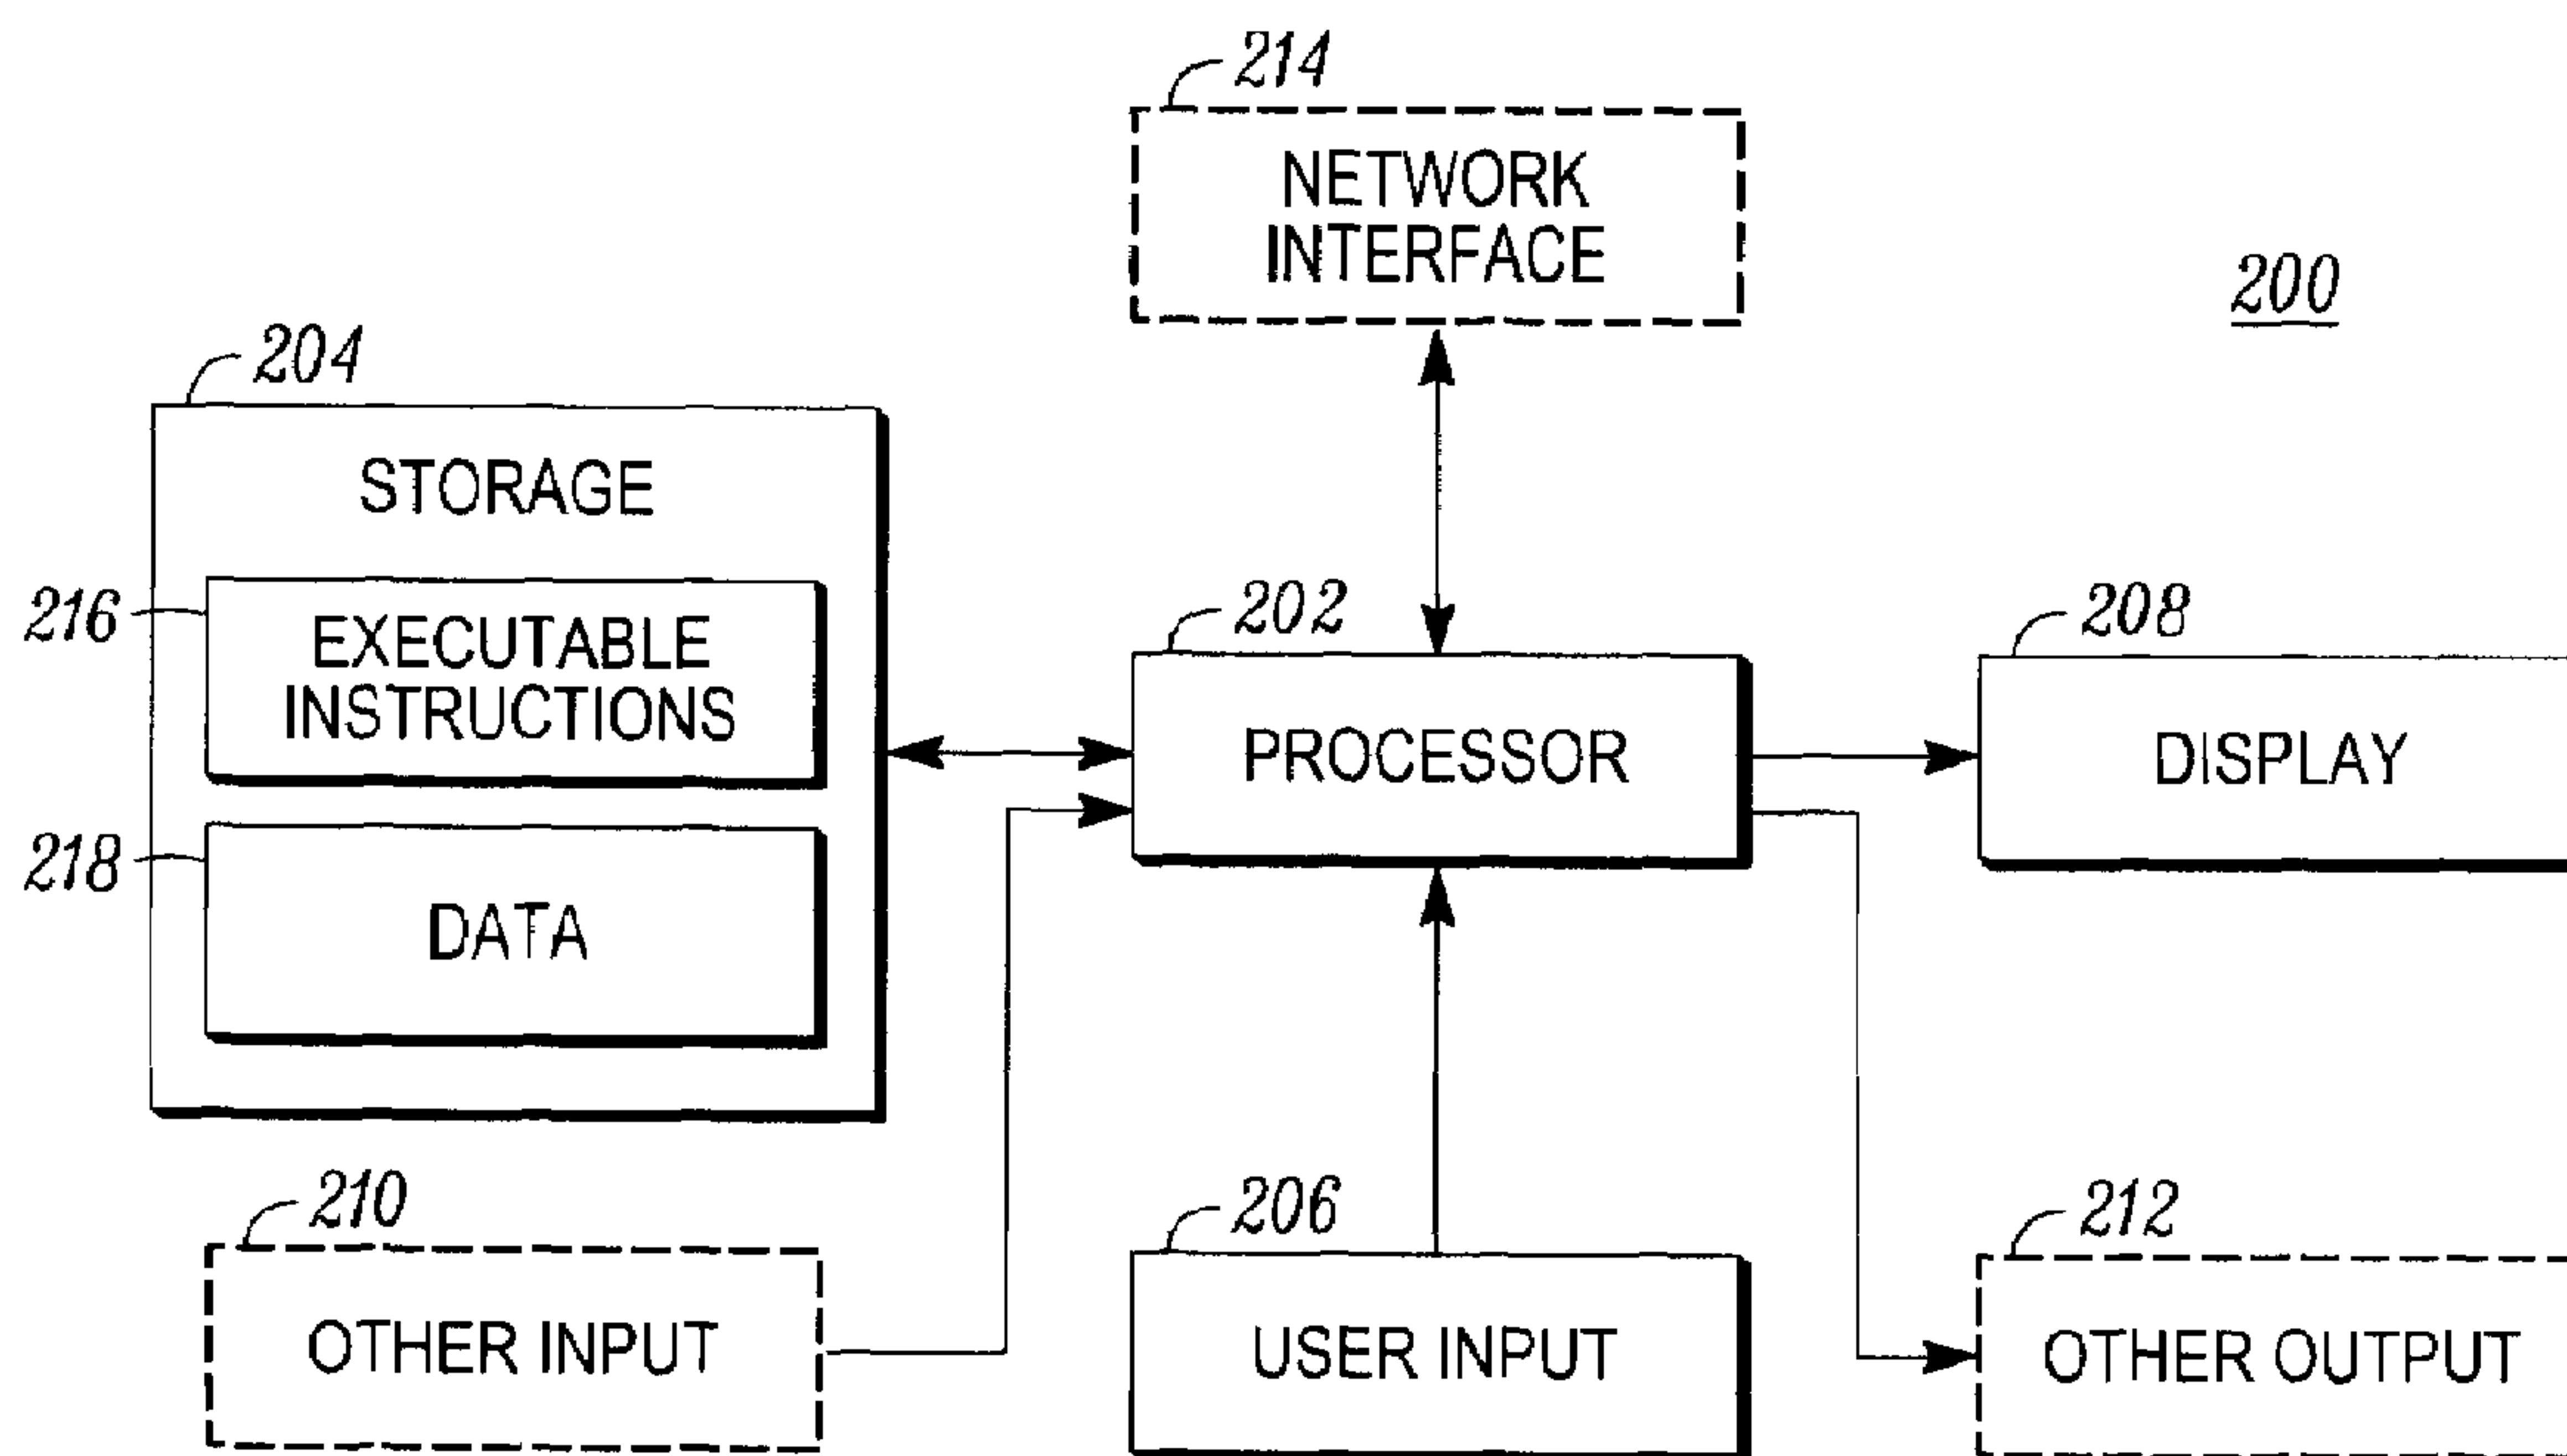 214
NETWORK
INTERFACE
200
204
STORAGE
216
EXECUTABLE
INSTRUCTIONS
218
DATA
202
PROCESSOR
208
DISPLAY
210
OTHER INPUT
206
USER INPUT
212
OTHER OUTPUT